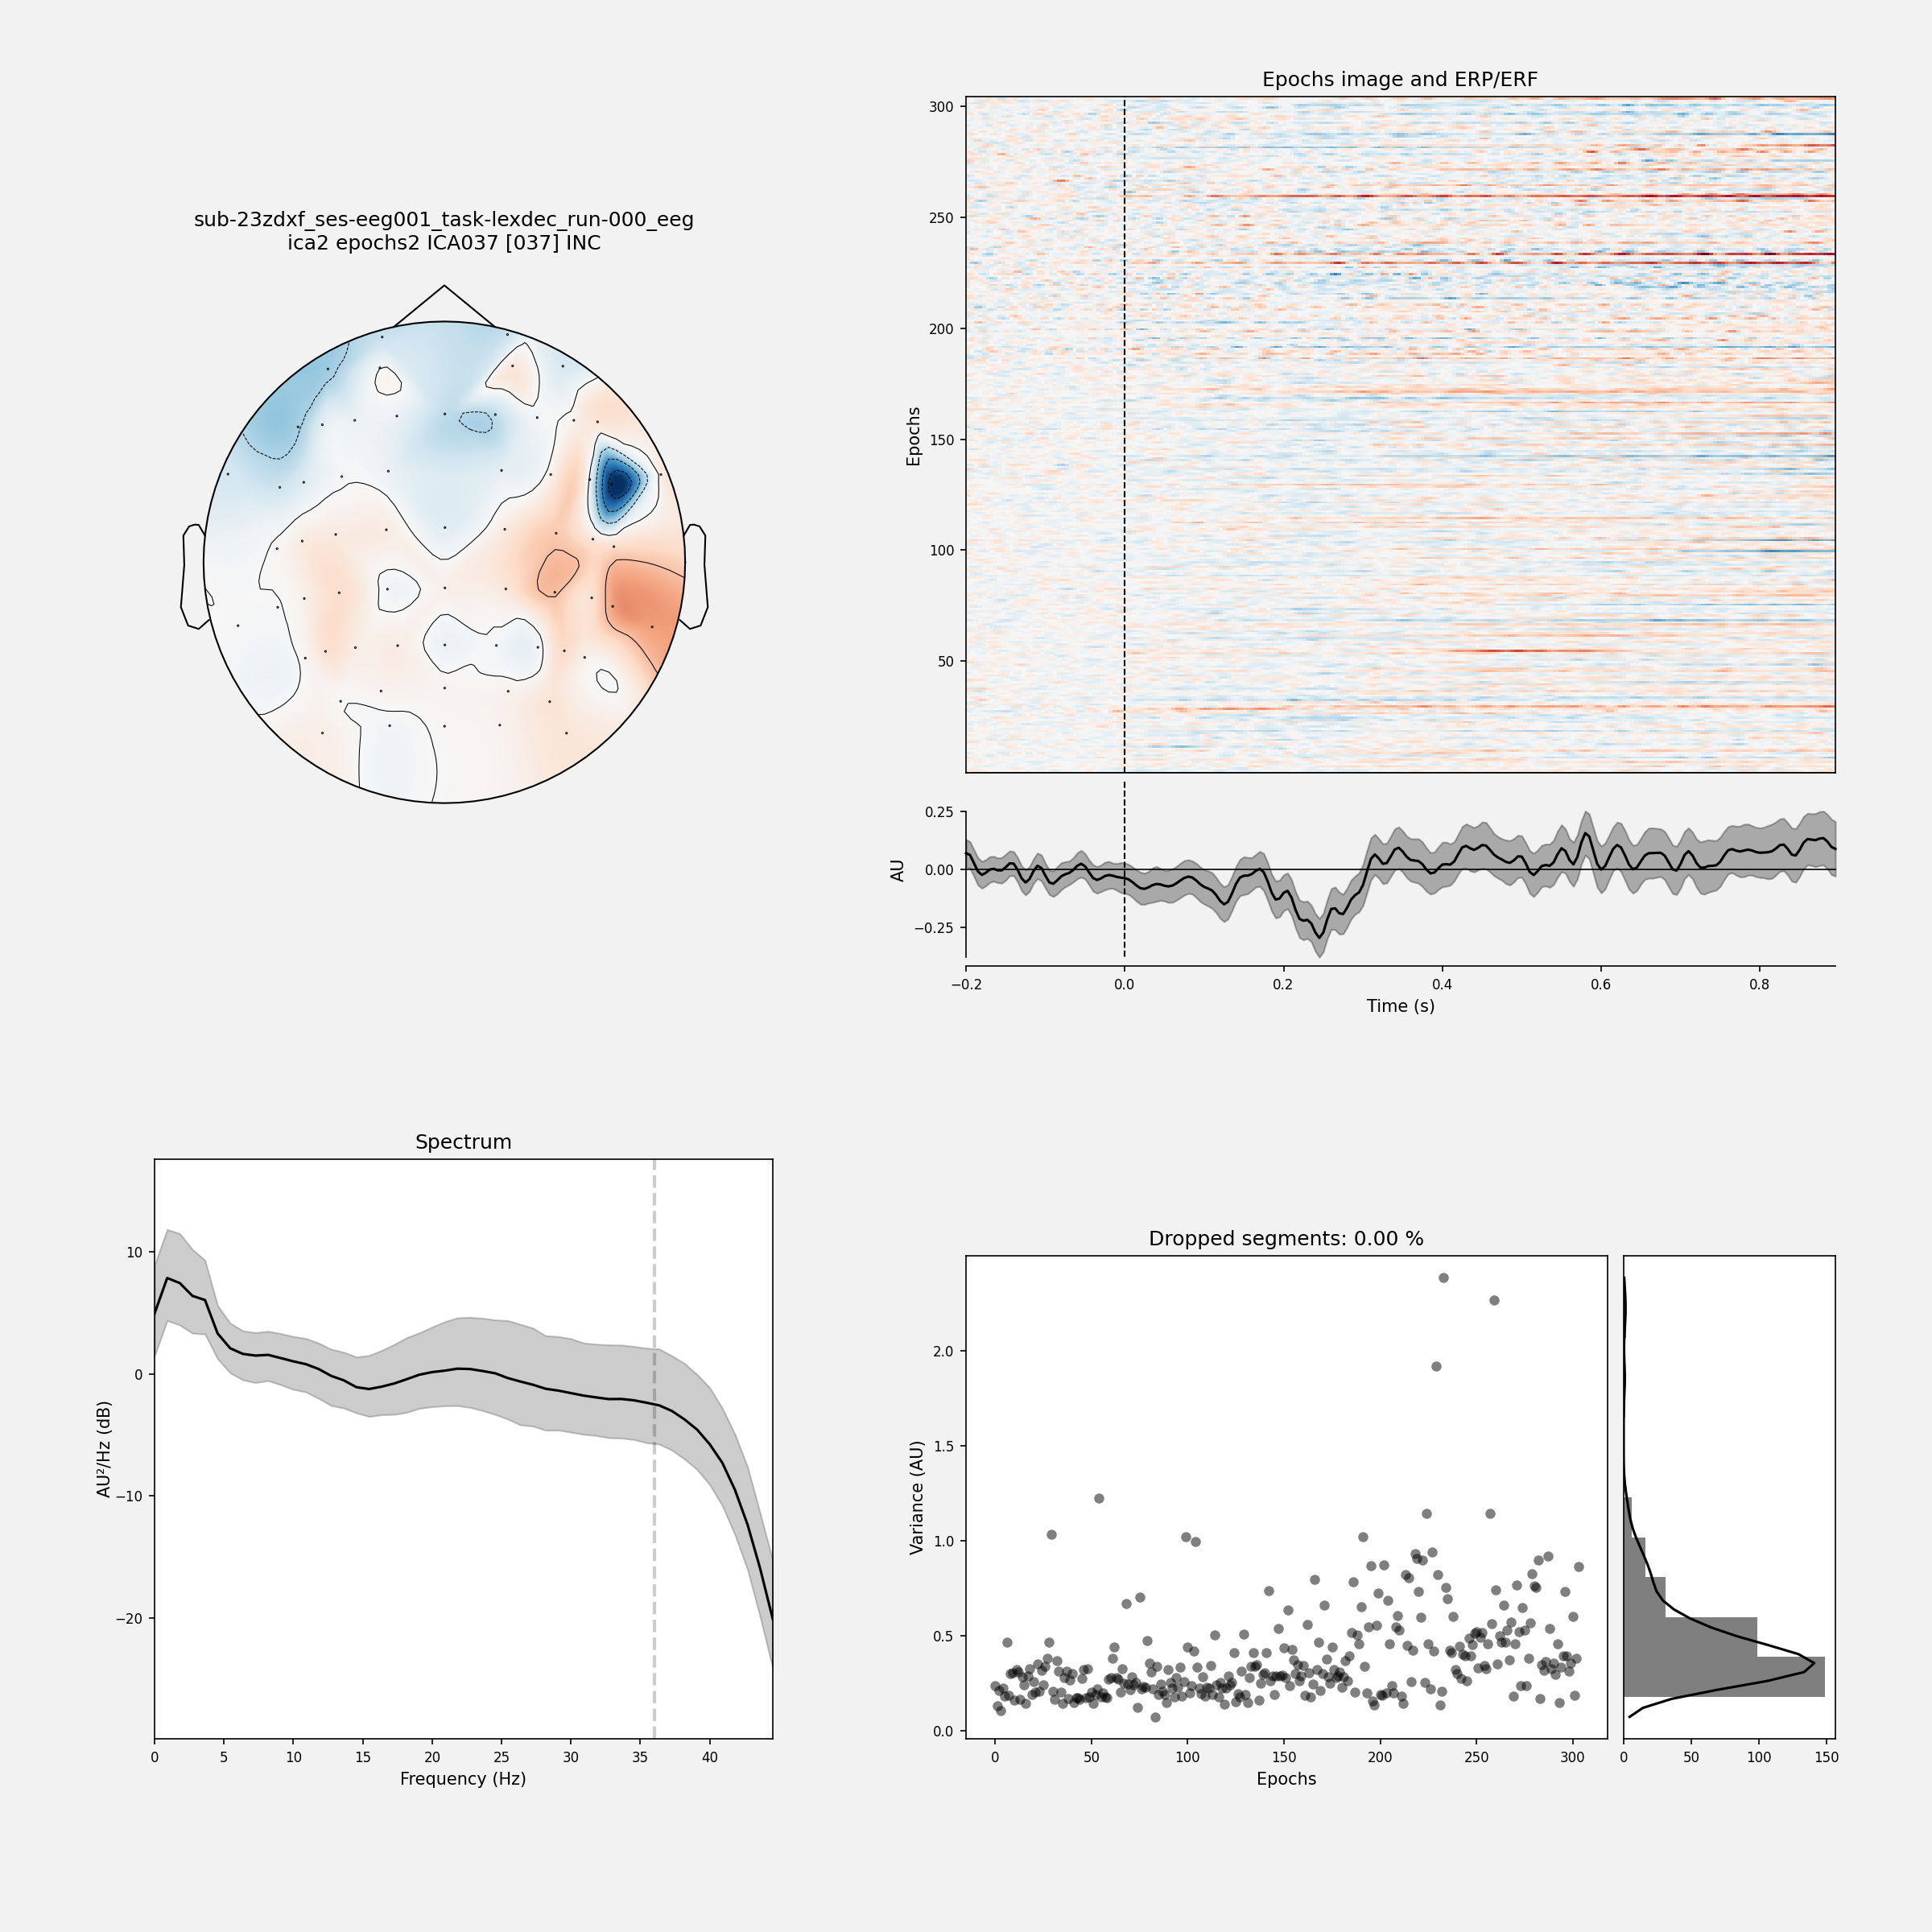 sub-23zdxf_ses-eeg001_task-lexdec_run-000_eeg
ica2 epochs2 ICA037 [037] INC
Epochs image and ERP/ERF
300
250
200
150
100
50
Epochs
0.25
0.00
−0.25
AU
−0.2 0.0 0.2 0.4 0.6 0.8
Time (s)
Spectrum
10
0
−10
−20
AU²/Hz (dB)
0 5 10 15 20 25 30 35 40
Frequency (Hz)
Dropped segments: 0.00 %
2.0
1.5
1.0
0.5
0.0
Variance (AU)
0 50 100 150 200 250 300
Epochs
0 50 100 150